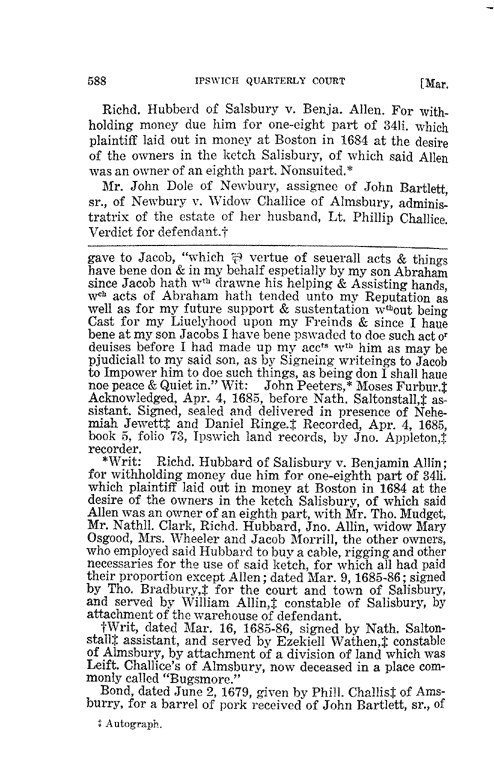 588 IPSWICH QUARTERLY COURT [Mar.
Richd. Hubberd of Salsbury v. Benja. Allen. For with-
holding money due him for one-eight part of 34li. which
plaintiff laid out in money at Boston in 1684 at the desire
of the owners in the ketch Salisbury, of which said Allen
was an owner of an eighth part. Nonsuited.*
Mr. John Dole of Newbury, assignee of John Bartlett,
sr., of Newbury v. Widow Challice of Almsbury, adminis-
tratrix of the estate of her husband, Lt. Phillip Challice.
Verdict for defendant.†
gave to Jacob, "which ꝑ vertue of seuerall acts & things
have bene don & in my behalf espetially by my son Abraham
since Jacob hath wth drawne his helping & Assisting hands,
wch acts of Abraham hath tended unto my Reputation as
well as for my future support & sustentation wthout being
Cast for my Liuelyhood upon my Freinds & since I haue
bene at my son Jacobs I have bene pswaded to doe such act or
deuises before I had made up my accts wth him as may be
pjudiciall to my said son, as by Signeing writeings to Jacob
to Impower him to doe such things, as being don I shall haue
noe peace & Quiet in." Wit: John Peeters,* Moses Furbur.‡
Acknowledged, Apr. 4, 1685, before Nath. Saltonstall,‡ as-
sistant. Signed, sealed and delivered in presence of Nehe-
miah Jewett‡ and Daniel Ringe.‡ Recorded, Apr. 4, 1685,
book 5, folio 73, Ipswich land records, by Jno. Appleton,‡
recorder.
*Writ: Richd. Hubbard of Salisbury v. Benjamin Allin;
for withholding money due him for one-eighth part of 34li.
which plaintiff laid out in money at Boston in 1684 at the
desire of the owners in the ketch Salisbury, of which said
Allen was an owner of an eighth part, with Mr. Tho. Mudget,
Mr. Nathll. Clark, Richd. Hubbard, Jno. Allin, widow Mary
Osgood, Mrs. Wheeler and Jacob Morrill, the other owners,
who employed said Hubbard to buy a cable, rigging and other
necessaries for the use of said ketch, for which all had paid
their proportion except Allen; dated Mar. 9, 1685-86; signed
by Tho. Bradbury,‡ for the court and town of Salisbury,
and served by William Allin,‡ constable of Salisbury, by
attachment of the warehouse of defendant.
†Writ, dated Mar. 16, 1685-86, signed by Nath. Salton-
stall‡ assistant, and served by Ezekiell Wathen,‡ constable
of Almsbury, by attachment of a division of land which was
Leift. Challice's of Almsbury, now deceased in a place com-
monly called "Bugsmore."
Bond, dated June 2, 1679, given by Phill. Challis‡ of Ams-
burry, for a barrel of pork received of John Bartlett, sr., of
‡ Autograph.